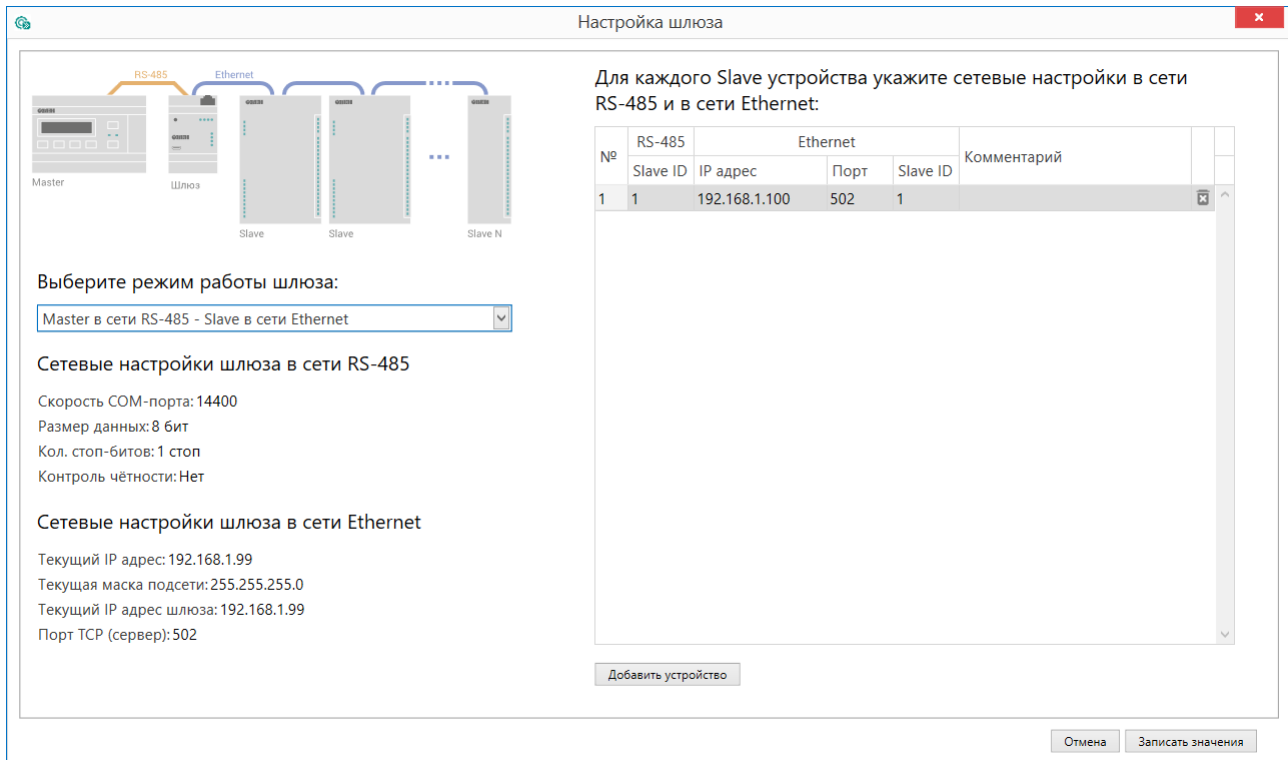 Настройка шлюза
RS-485
Ethernet
Master
Шлюз
Slave
Slave
Slave N
Выберите режим работы шлюза:
Master в сети RS-485 - Slave в сети Ethernet
Сетевые настройки шлюза в сети RS-485
Скорость COM-порта: 14400
Размер данных: 8 бит
Кол. стоп-битов: 1 стоп
Контроль чётности: Нет
Сетевые настройки шлюза в сети Ethernet
Текущий IP адрес: 192.168.1.99
Текущая маска подсети: 255.255.255.0
Текущий IP адрес шлюза: 192.168.1.99
Порт TCP (сервер): 502
Для каждого Slave устройства укажите сетевые настройки в сети
RS-485 и в сети Ethernet:
№ RS-485 Ethernet Комментарий
Slave ID IP адрес Порт Slave ID
1 1 192.168.1.100 502 1
Добавить устройство
Отмена Записать значения